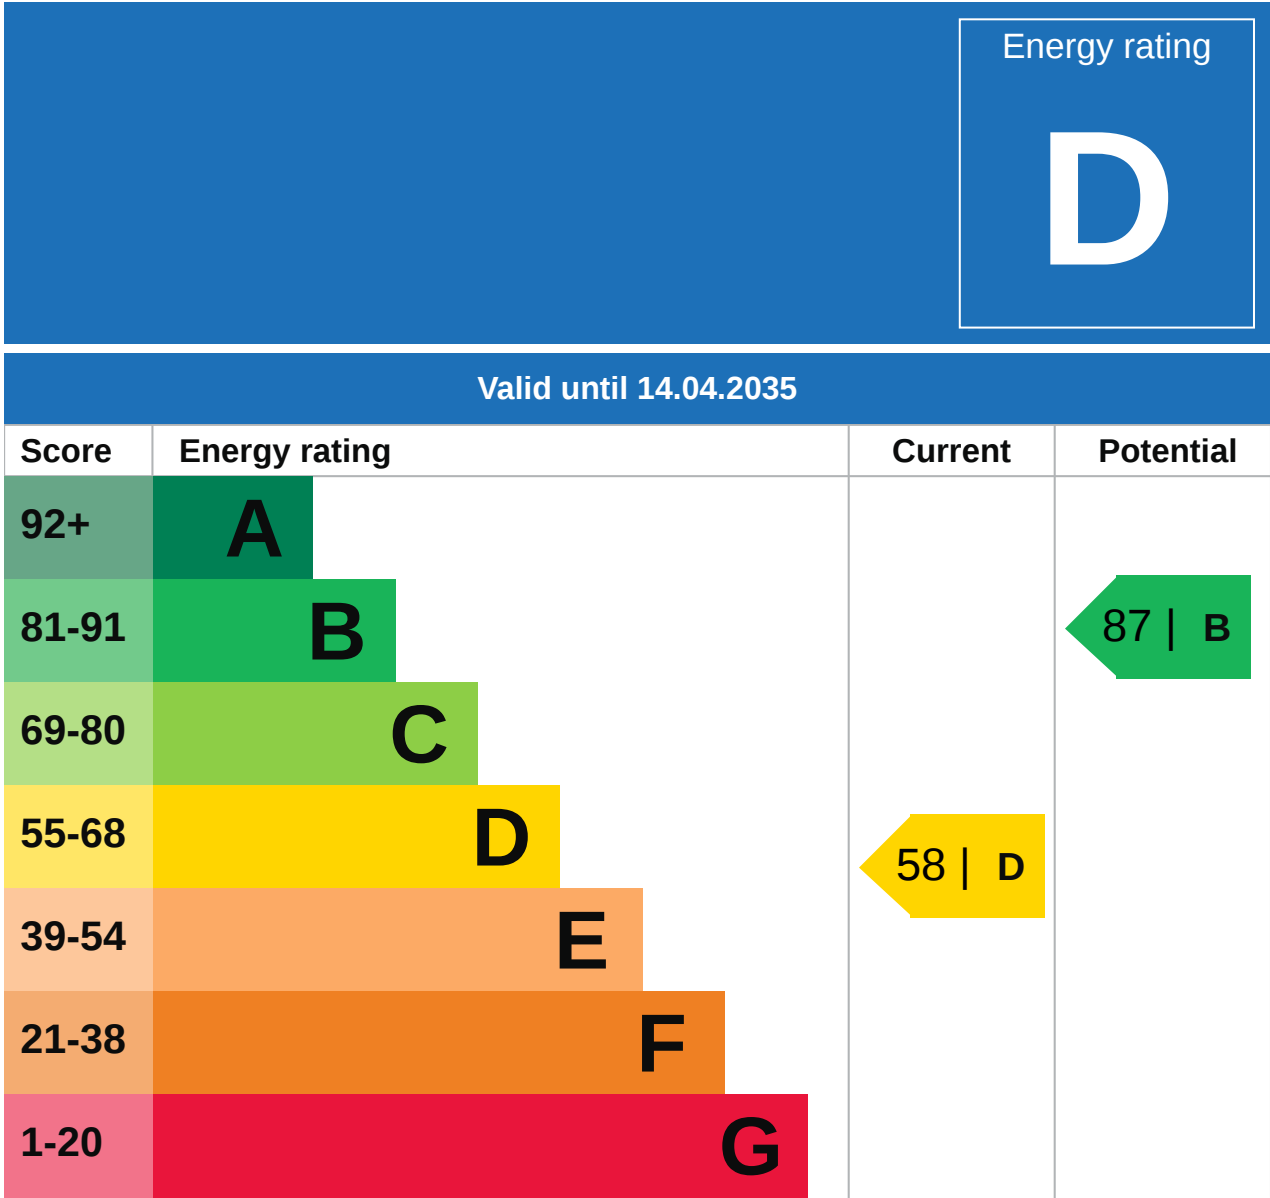 Energy rating
D
Valid until 14.04.2035
Score Energy rating Current Potential
92+ A
81-91 B 87 | B
69-80 C
55-68 D 58 | D
39-54 E
21-38 F
1-20 G